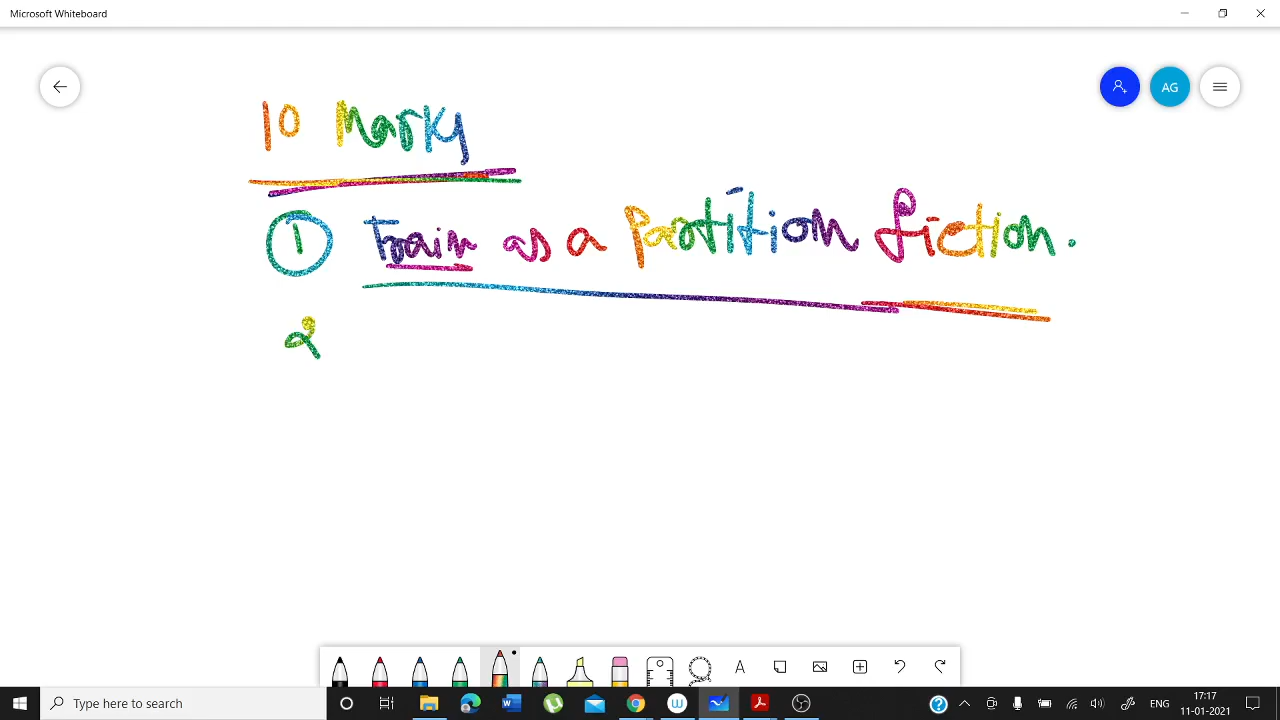 Microsoft Whiteboard
AG
10 Marks
1 Train as a Partition fiction.
2
A
Type here to search
W
W
ENG
17:17
11-01-2021